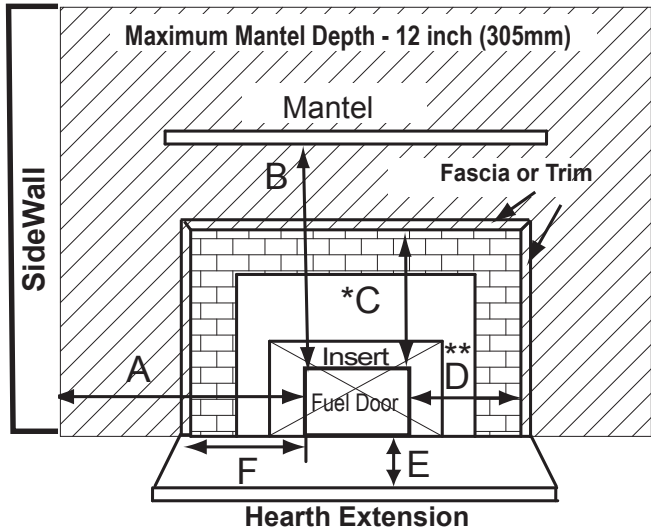 Maximum Mantel Depth - 12 inch (305mm)
Mantel
B
Fascia or Trim
SideWall
*C
**
Insert
A
D
Fuel Door
F
E
Hearth Extension